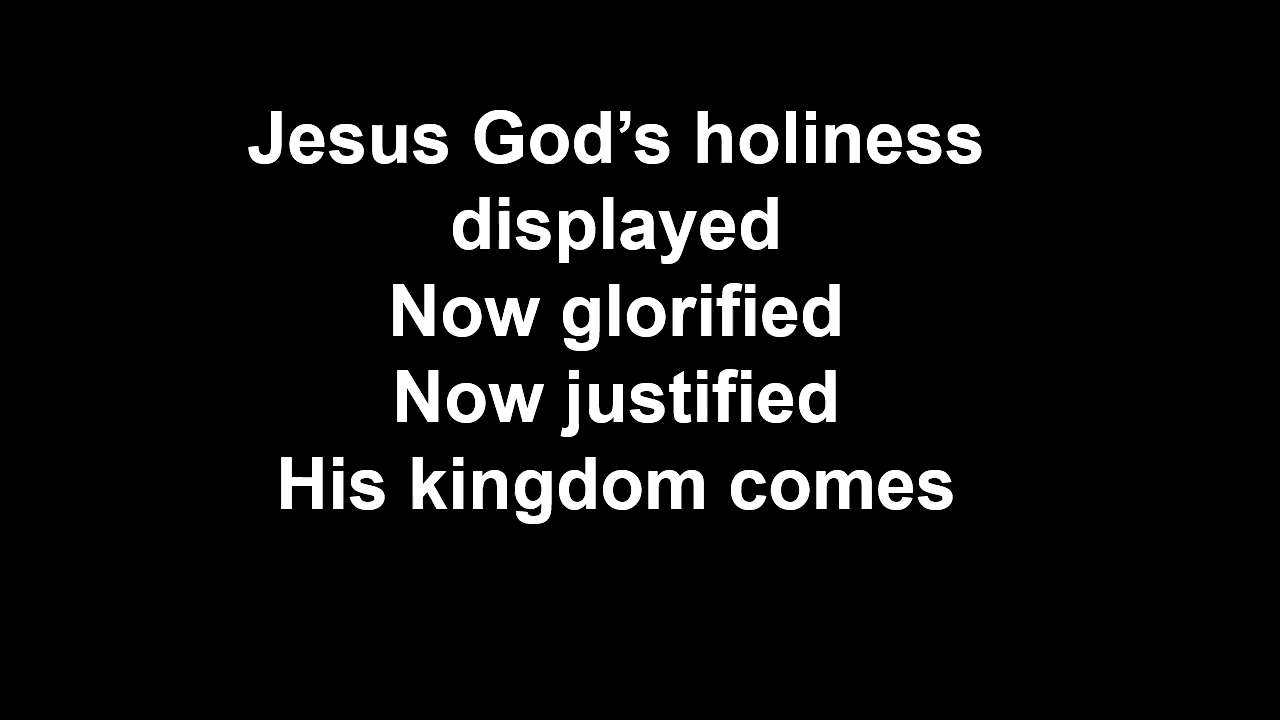 Jesus God’s holiness
displayed
Now glorified
Now justified
His kingdom comes